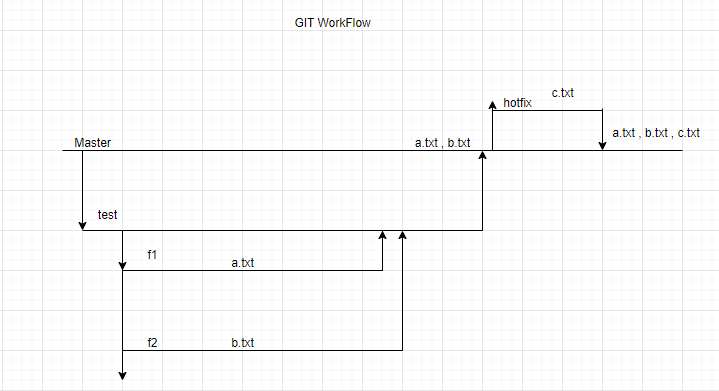 GIT WorkFlow
c.txt
hotfix
a.txt , b.txt , c.txt
Master
a.txt , b.txt
test
f1
a.txt
f2
b.txt